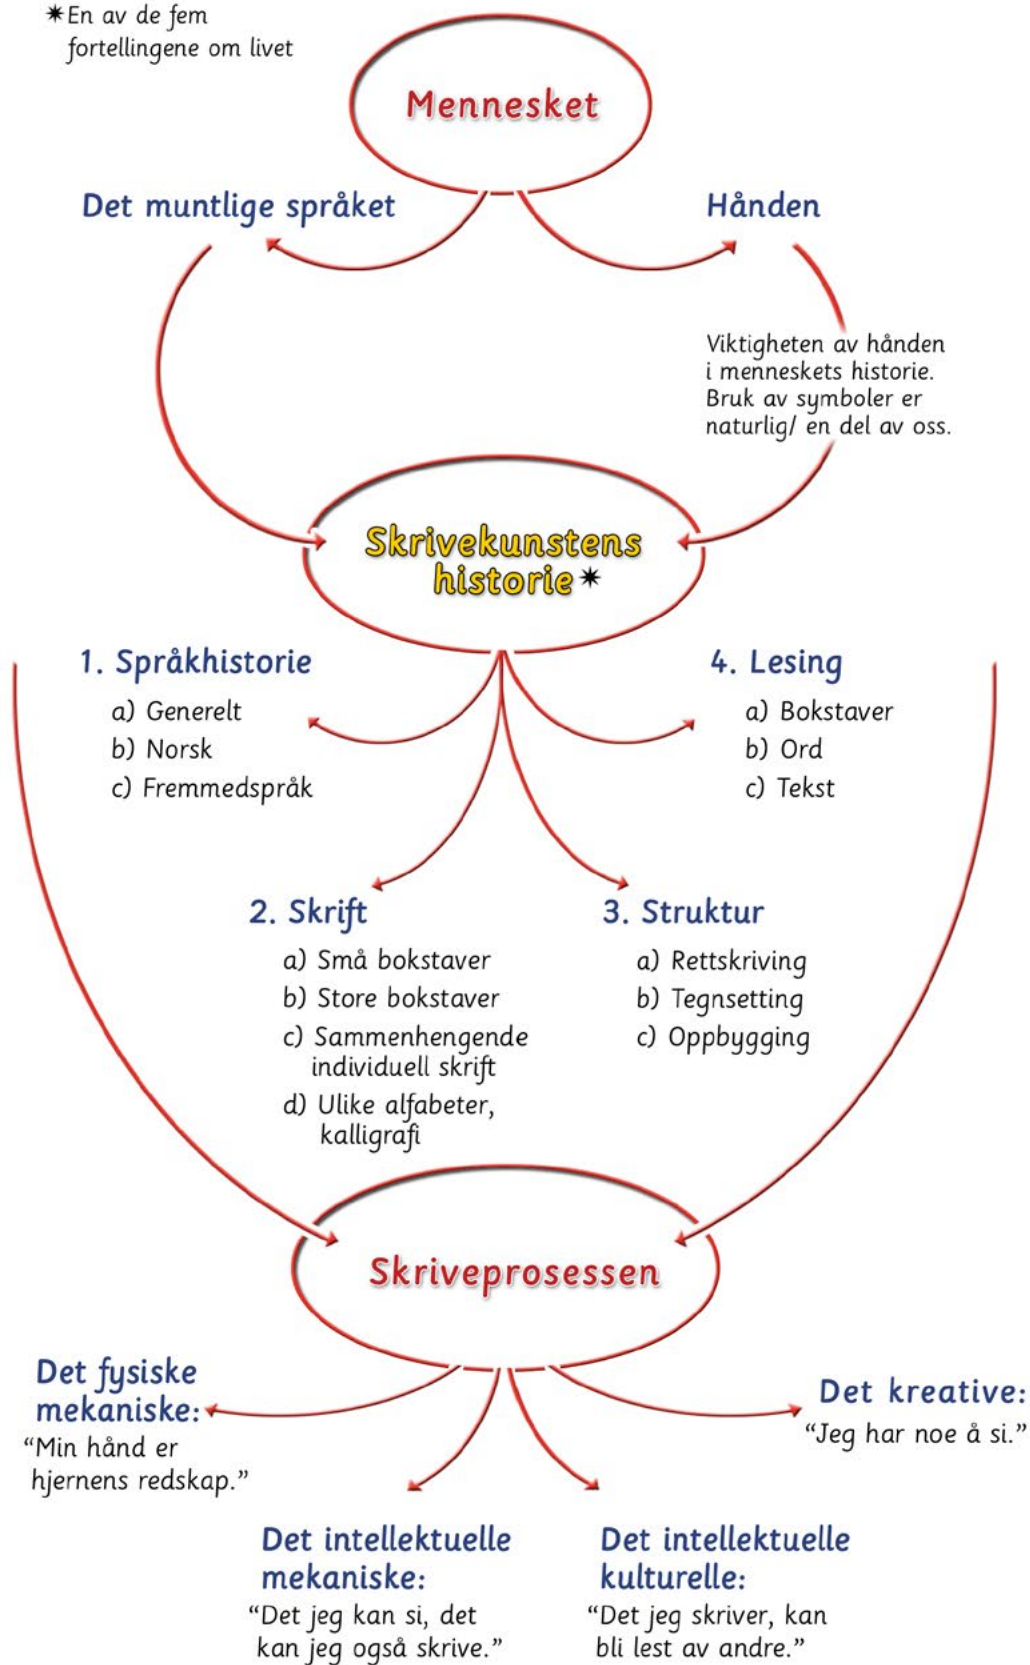 ✷En av de fem
fortellingene om livet
Mennesket
Det muntlige språket
Hånden
Viktigheten av hånden
i menneskets historie.
Bruk av symboler er
naturlig/ en del av oss.
Skrivekunstens
historie✷
1. Språkhistorie
a) Generelt
b) Norsk
c) Fremmedspråk
4. Lesing
a) Bokstaver
b) Ord
c) Tekst
2. Skrift
a) Små bokstaver
b) Store bokstaver
c) Sammenhengende
individuell skrift
d) Ulike alfabeter,
kalligrafi
3. Struktur
a) Rettskriving
b) Tegnsetting
c) Oppbygging
Skriveprosessen
Det fysiske
mekaniske:
“Min hånd er
hjernens redskap.”
Det intellektuelle
mekaniske:
“Det jeg kan si, det
kan jeg også skrive.”
Det intellektuelle
kulturelle:
“Det jeg skriver, kan
bli lest av andre.”
Det kreative:
“Jeg har noe å si.”